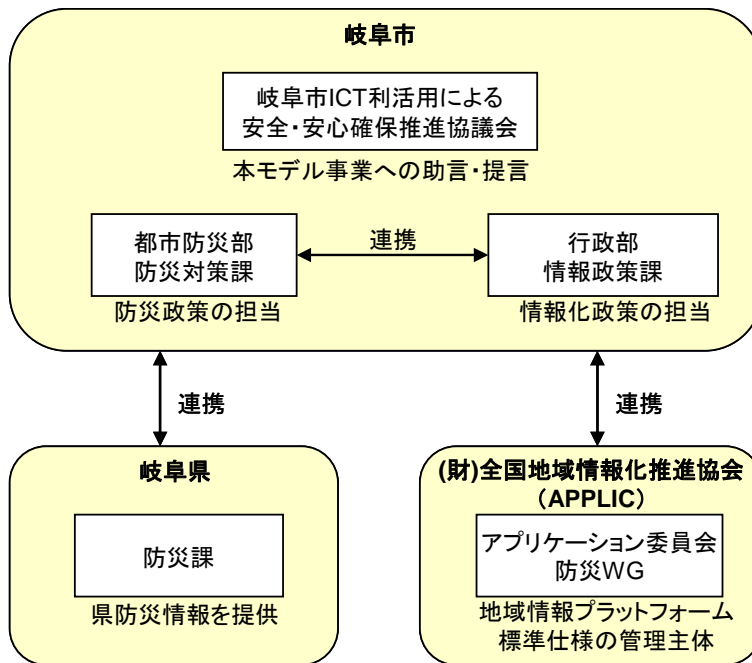 岐阜市
岐阜市ICT利活用による
安全・安心確保推進協議会
本モデル事業への助言・提言
都市防災部
防災対策課
防災政策の担当
連携
行政部
情報政策課
情報化政策の担当
連携
連携
岐阜県
防災課
県防災情報を提供
(財)全国地域情報化推進協会
（APPLIC）
アプリケーション委員会
防災WG
地域情報プラットフォーム
標準仕様の管理主体